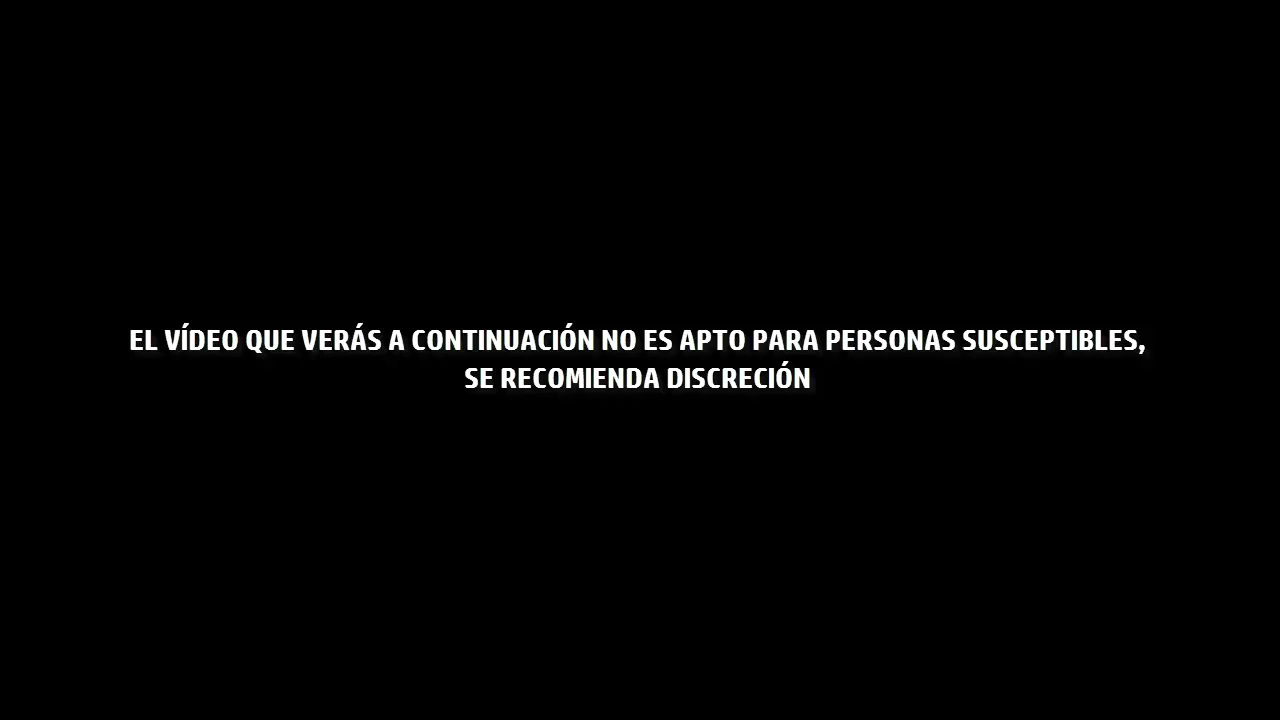 EL VÍDEO QUE VERÁS A CONTINUACIÓN NO ES APTO PARA PERSONAS SUSCEPTIBLES,
SE RECOMIENDA DISCRECIÓN